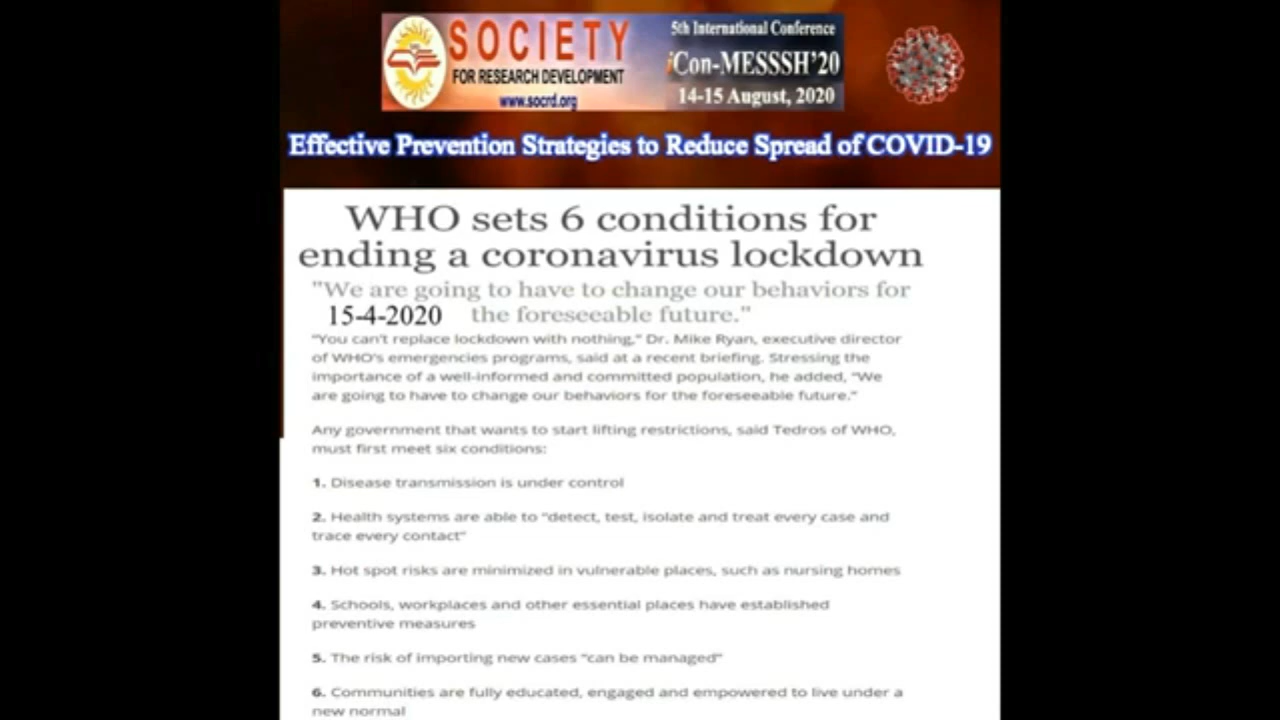 SOCIETY
FOR RESEARCH DEVELOPMENT
www.socrd.org
5th International Conference
iCon-MESSSH'20
14-15 August, 2020
Effective Prevention Strategies to Reduce Spread of COVID-19
WHO sets 6 conditions for
ending a coronavirus lockdown
"We are going to have to change our behaviors for
15-4-2020 the foreseeable future."
“You can’t replace lockdown with nothing,” Dr. Mike Ryan, executive director
of WHO’s emergencies programs, said at a recent briefing. Stressing the
importance of a well-informed and committed population, he added, “We
are going to have to change our behaviors for the foreseeable future.”
Any government that wants to start lifting restrictions, said Tedros of WHO,
must first meet six conditions:
1. Disease transmission is under control
2. Health systems are able to “detect, test, isolate and treat every case and
trace every contact”
3. Hot spot risks are minimized in vulnerable places, such as nursing homes
4. Schools, workplaces and other essential places have established
preventive measures
5. The risk of importing new cases “can be managed”
6. Communities are fully educated, engaged and empowered to live under a
new normal